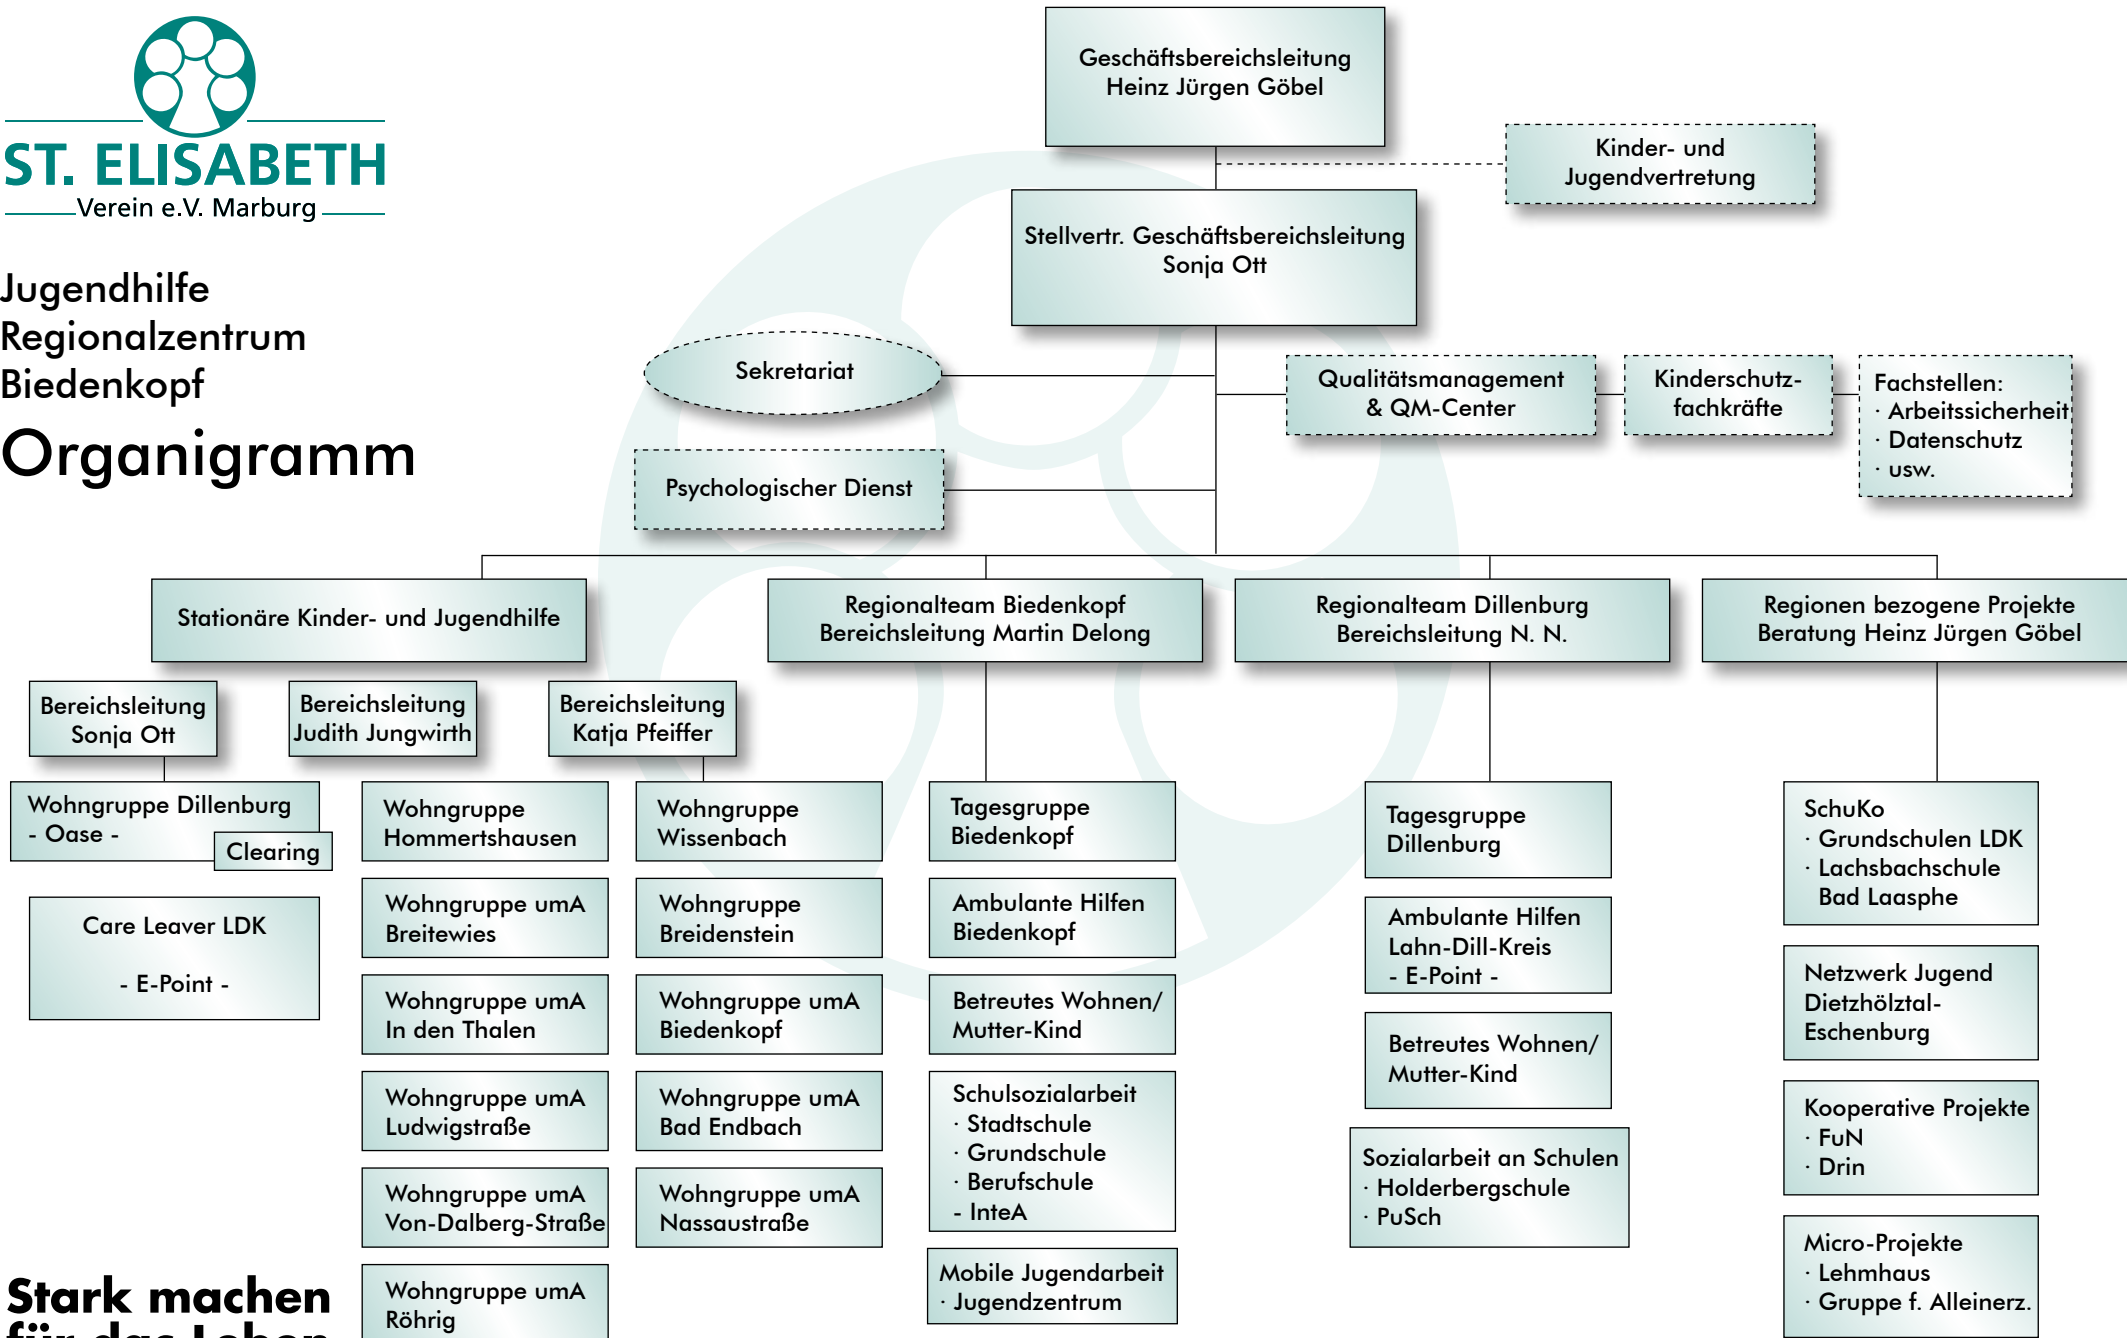 ST. ELISABETH
Verein e.V. Marburg
Jugendhilfe
Regionalzentrum
Biedenkopf
Organigramm
Geschäftsbereichsleitung
Heinz Jürgen Göbel
Kinder- und
Jugendvertretung
Stellvertr. Geschäftsbereichsleitung
Sonja Ott
Sekretariat
Qualitätsmanagement
& QM-Center
Kinderschutz-
fachkräfte
Fachstellen:
· Arbeitssicherheit
· Datenschutz
· usw.
Psychologischer Dienst
Stationäre Kinder- und Jugendhilfe
Regionalteam Biedenkopf
Bereichsleitung Martin Delong
Regionalteam Dillenburg
Bereichsleitung N. N.
Regionen bezogene Projekte
Beratung Heinz Jürgen Göbel
Bereichsleitung
Sonja Ott
Bereichsleitung
Judith Jungwirth
Bereichsleitung
Katja Pfeiffer
Wohngruppe Dillenburg
- Oase -
Clearing
Care Leaver LDK
- E-Point -
Wohngruppe
Hommertshausen
Wohngruppe umA
Breitewies
Wohngruppe umA
In den Thalen
Wohngruppe umA
Ludwigstraße
Wohngruppe umA
Von-Dalberg-Straße
Wohngruppe umA
Röhrig
Wohngruppe
Wissenbach
Wohngruppe
Breidenstein
Wohngruppe umA
Biedenkopf
Wohngruppe umA
Bad Endbach
Wohngruppe umA
Nassaustraße
Tagesgruppe
Biedenkopf
Ambulante Hilfen
Biedenkopf
Betreutes Wohnen/
Mutter-Kind
Schulsozialarbeit
· Stadtschule
· Grundschule
· Berufschule
- InteA
Mobile Jugendarbeit
· Jugendzentrum
Tagesgruppe
Dillenburg
Ambulante Hilfen
Lahn-Dill-Kreis
- E-Point -
Betreutes Wohnen/
Mutter-Kind
Sozialarbeit an Schulen
· Holderbergschule
· PuSch
SchuKo
· Grundschulen LDK
· Lachsbachschule
Bad Laasphe
Netzwerk Jugend
Dietzhölztal-
Eschenburg
Kooperative Projekte
· FuN
· Drin
Micro-Projekte
· Lehmhaus
· Gruppe f. Alleinerz.
Stark machen
für das Leben